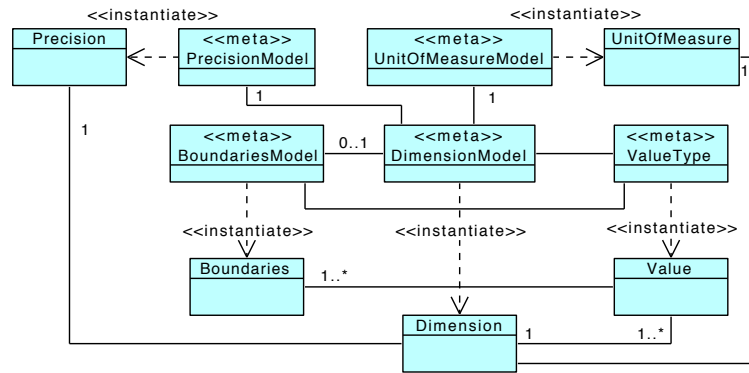 <<instantiate>>
<<instantiate>>
Precision
<<meta>>
PrecisionModel
<<meta>>
UnitOfMeasureModel
UnitOfMeasure
1
1
1
1
<<meta>>
BoundariesModel
0..1
<<meta>>
DimensionModel
<<meta>>
ValueType
<<instantiate>>
<<instantiate>>
<<instantiate>>
Boundaries
1..*
Value
Dimension
1
1..*